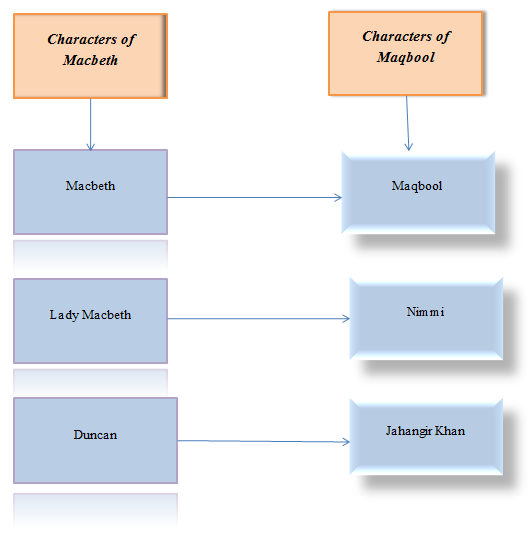 Characters of
Macbeth
Characters of
Maqbool
Macbeth
Maqbool
Lady Macbeth
Nimmi
Duncan
Jahangir Khan